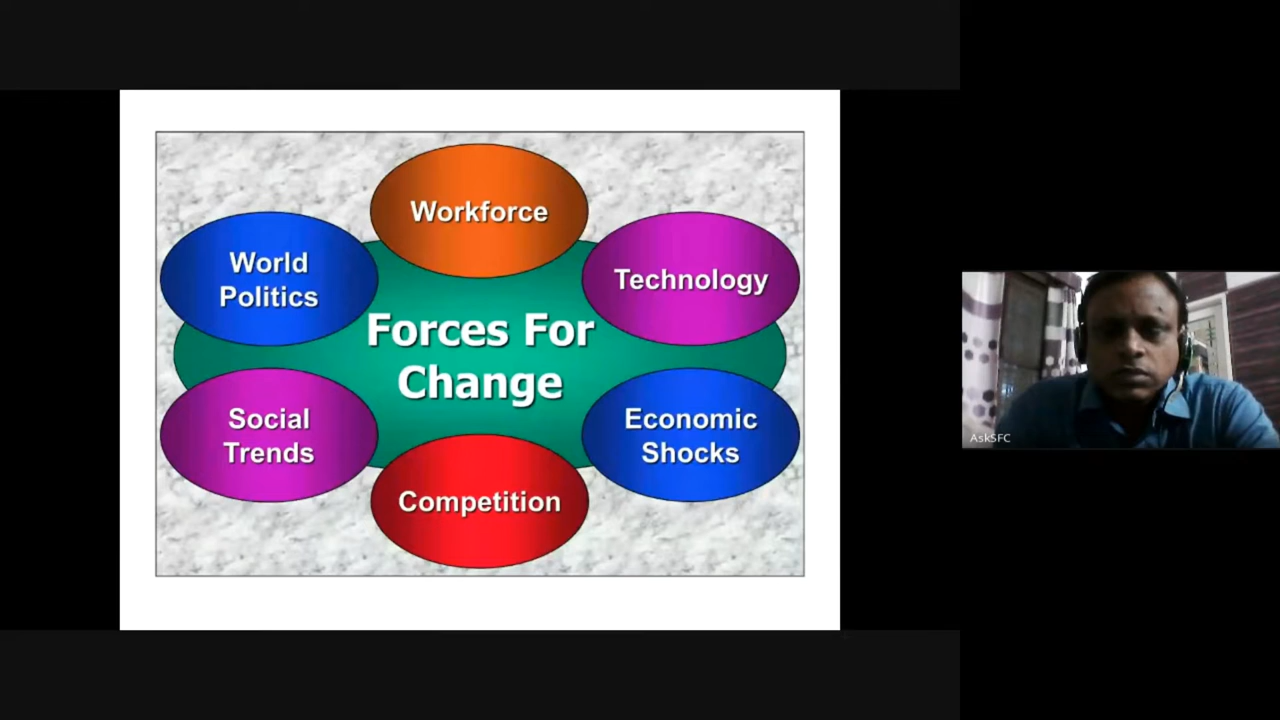 Workforce
World
Politics
Technology
Forces For
Change
Social
Trends
Economic
Shocks
Competition
AskSFC